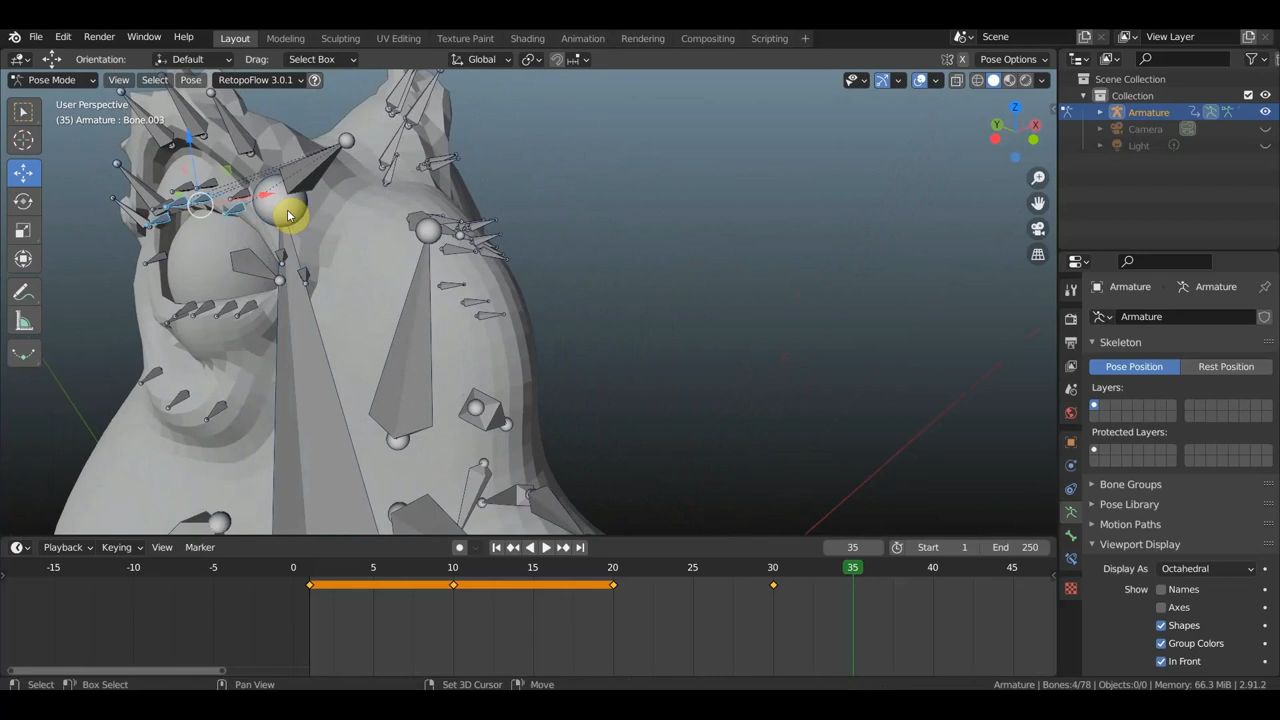 File Edit Render Window Help Layout Modeling Sculpting UV Editing Texture Paint Shading Animation Rendering Compositing Scripting + Scene View Layer
Orientation: Default Drag: Select Box Global Pose Options
Pose Mode View Select Pose RetopoFlow 3.0.1
User Perspective
(35) Armature : Bone.003
Z
Y
X
Scene Collection
Collection
Armature
Camera
Light
Armature Armature
Armature
Skeleton
Pose Position Rest Position
Layers:
Protected Layers:
Bone Groups
Pose Library
Motion Paths
Viewport Display
Display As Octahedral
Show Names
Axes
Shapes
Group Colors
In Front
Playback Keying View Marker 35 Start 1 End 250
-15 -10 -5 0 5 10 15 20 25 30 35 40 45
Select Box Select Pan View Set 3D Cursor Move Armature | Bones:4/78 | Objects:0/0 | Memory: 66.3 MiB | 2.91.2